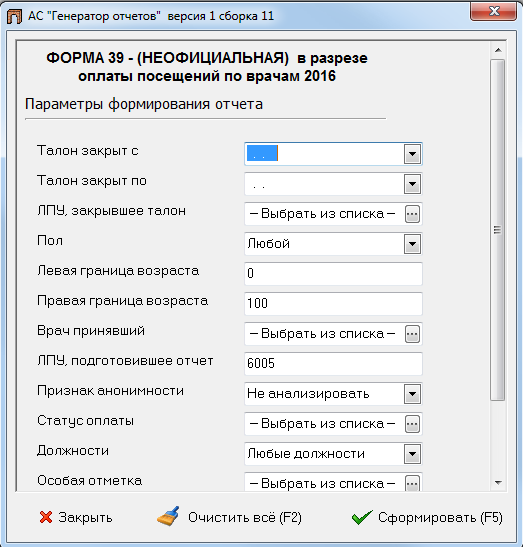 АС "Генератор отчетов" версия 1 сборка 11
ФОРМА 39 - (НЕОФИЦИАЛЬНАЯ) в разрезе
оплаты посещений по врачам 2016
Параметры формирования отчета
Талон закрыт с . .
Талон закрыт по . .
ЛПУ, закрывшее талон – Выбрать из списка – ...
Пол Любой
Левая граница возраста 0
Правая граница возраста 100
Врач принявший – Выбрать из списка – ...
ЛПУ, подготовившее отчет 6005
Признак анонимности Не анализировать
Статус оплаты – Выбрать из списка – ...
Должности Любые должности
Особая отметка – Выбрать из списка – ...
Закрыть Очистить всё (F2) Сформировать (F5)